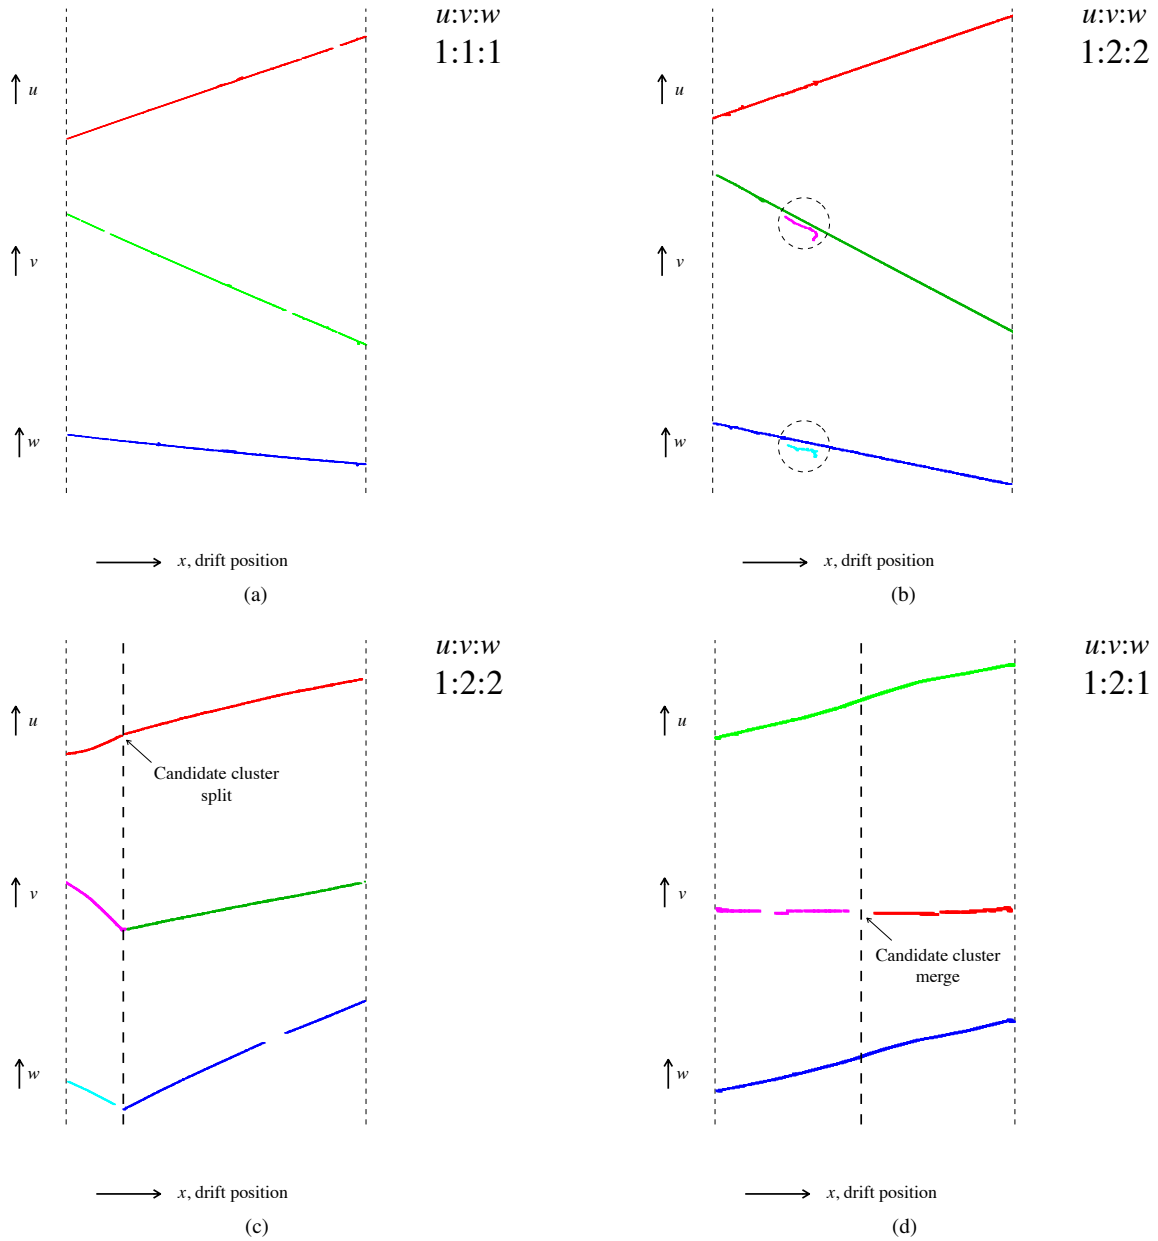 u:v:w
1:1:1
u
v
w
x, drift position
(a)
u:v:w
1:2:2
u
v
w
x, drift position
(b)
u:v:w
1:2:2
u
Candidate cluster
split
v
w
x, drift position
(c)
u:v:w
1:2:1
u
v
Candidate cluster
merge
w
x, drift position
(d)